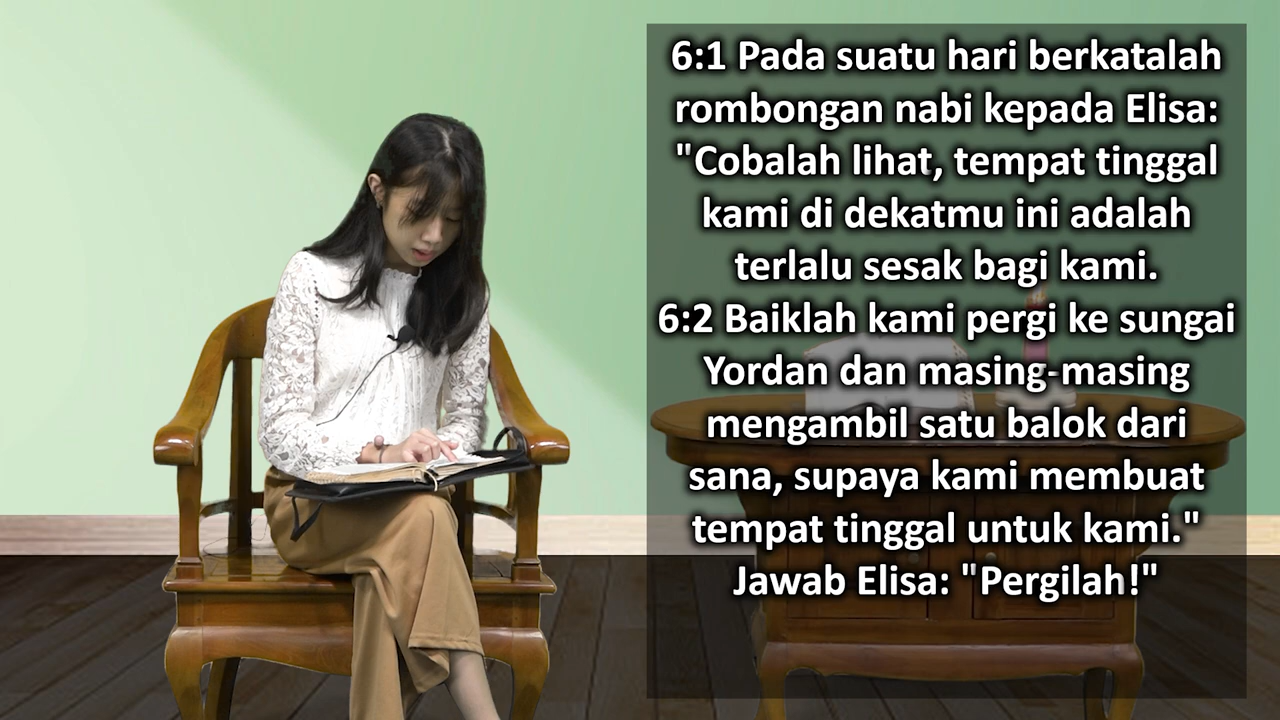 6:1 Pada suatu hari berkatalah
rombongan nabi kepada Elisa:
"Cobalah lihat, tempat tinggal
kami di dekatmu ini adalah
terlalu sesak bagi kami.
6:2 Baiklah kami pergi ke sungai
Yordan dan masing-masing
mengambil satu balok dari
sana, supaya kami membuat
tempat tinggal untuk kami."
Jawab Elisa: "Pergilah!"